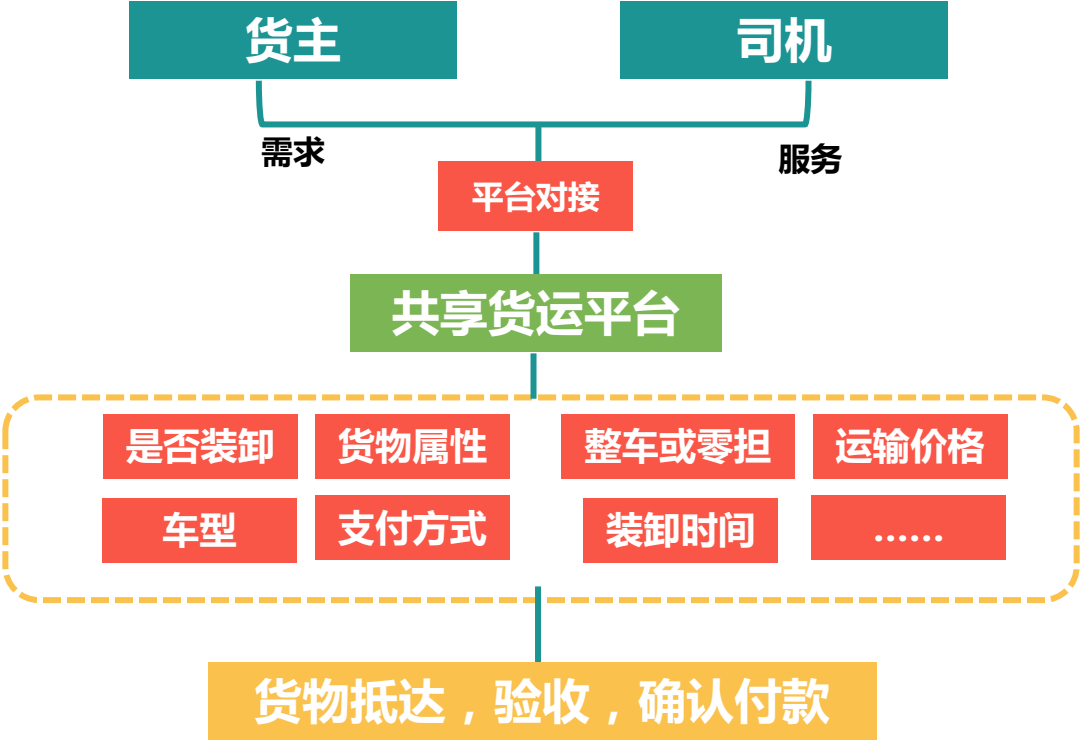 货主
司机
需求
服务
平台对接
共享货运平台
是否装卸
货物属性
整车或零担
运输价格
车型
支付方式
装卸时间
……
货物抵达，验收，确认付款